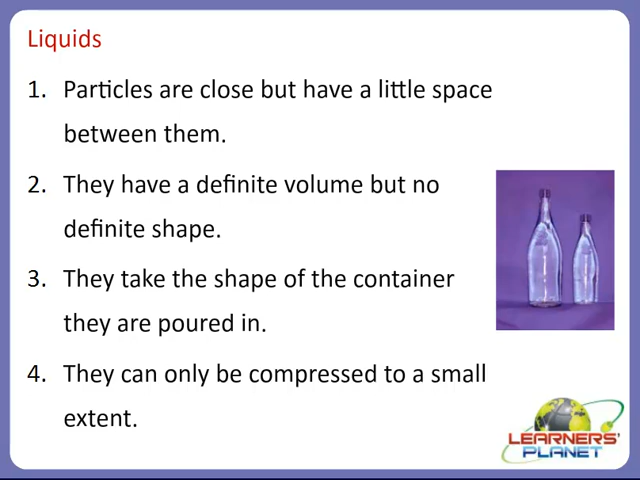 Liquids
1. Particles are close but have a little space
between them.
2. They have a definite volume but no
definite shape.
3. They take the shape of the container
they are poured in.
4. They can only be compressed to a small
extent.
LEARNERS'
PLANET